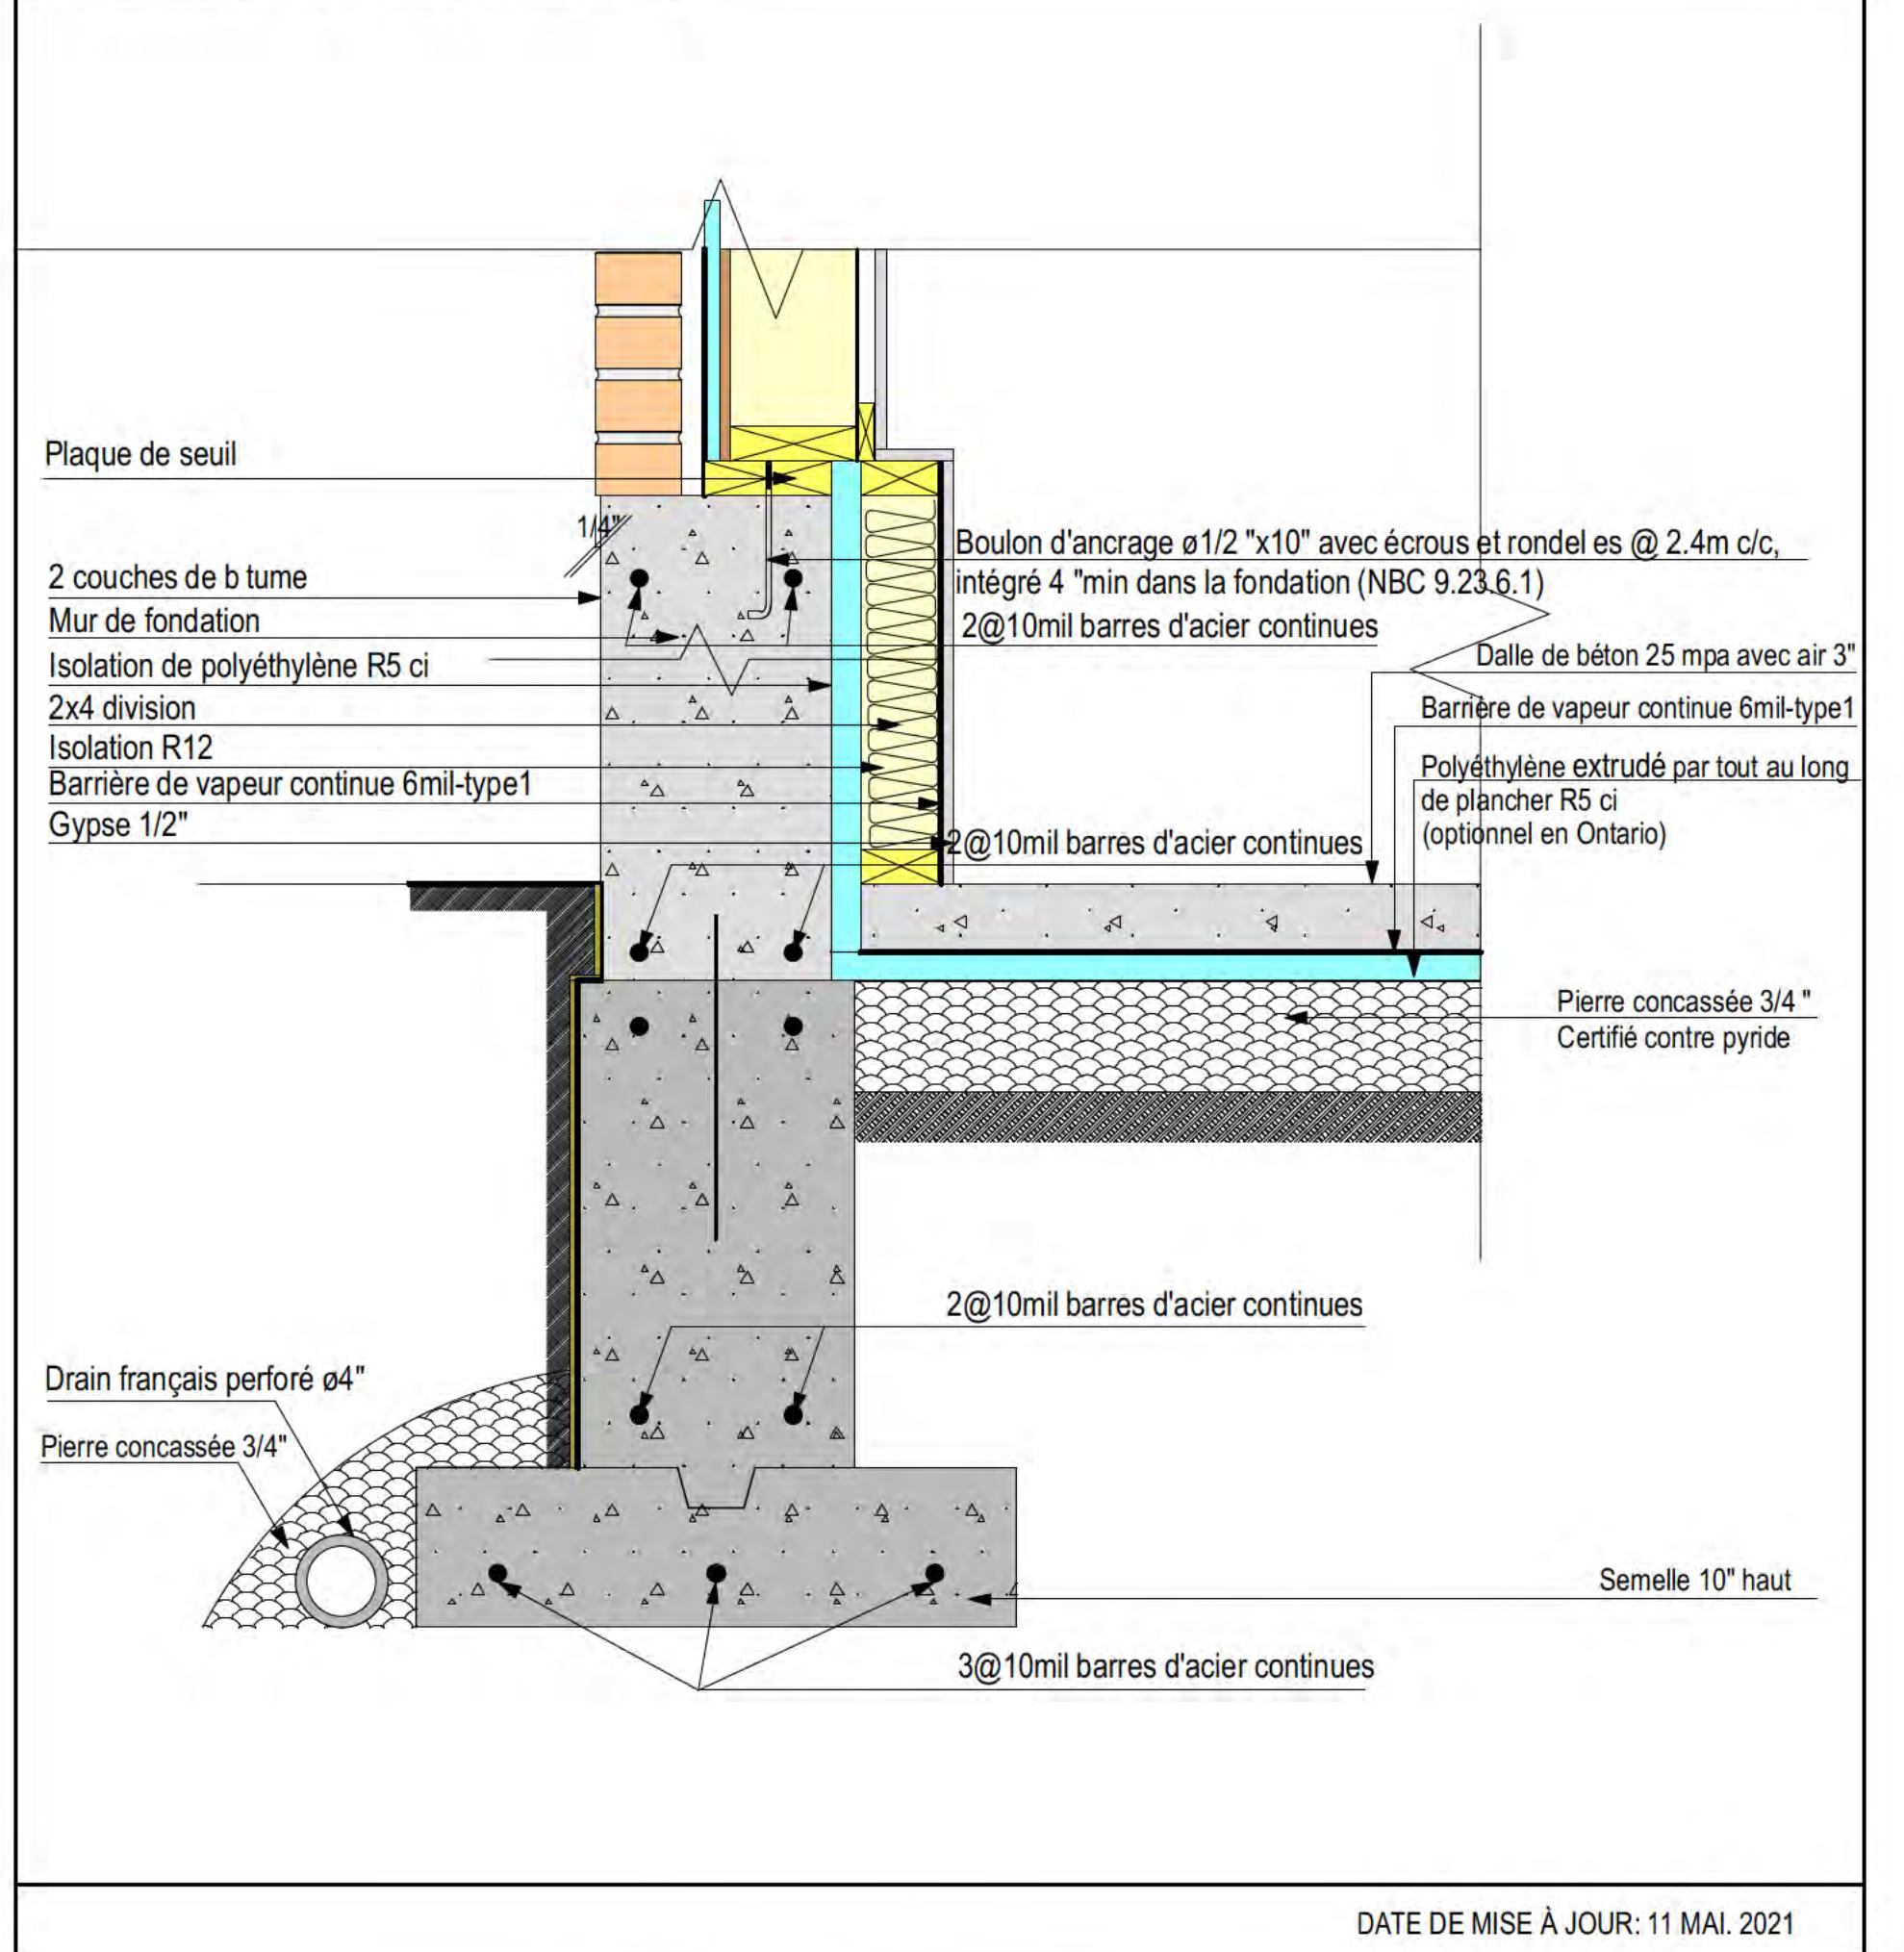 Plaque de seuil
1/4"
2 couches de b tume
Mur de fondation
Isolation de polyéthylène R5 ci
2x4 division
Isolation R12
Barrière de vapeur continue 6mil-type1
Gypse 1/2"
Boulon d'ancrage ø1/2 "x10" avec écrous et rondel es @ 2.4m c/c,
intégré 4 "min dans la fondation (NBC 9.23.6.1)
2@10mil barres d'acier continues
Dalle de béton 25 mpa avec air 3"
Barrière de vapeur continue 6mil-type1
Polyéthylène extrudé par tout au long
de plancher R5 ci
(optionnel en Ontario)
2@10mil barres d'acier continues
Pierre concassée 3/4 "
Certifié contre pyride
2@10mil barres d'acier continues
Drain français perforé ø4"
Pierre concassée 3/4"
Semelle 10" haut
3@10mil barres d'acier continues
DATE DE MISE À JOUR: 11 MAI. 2021